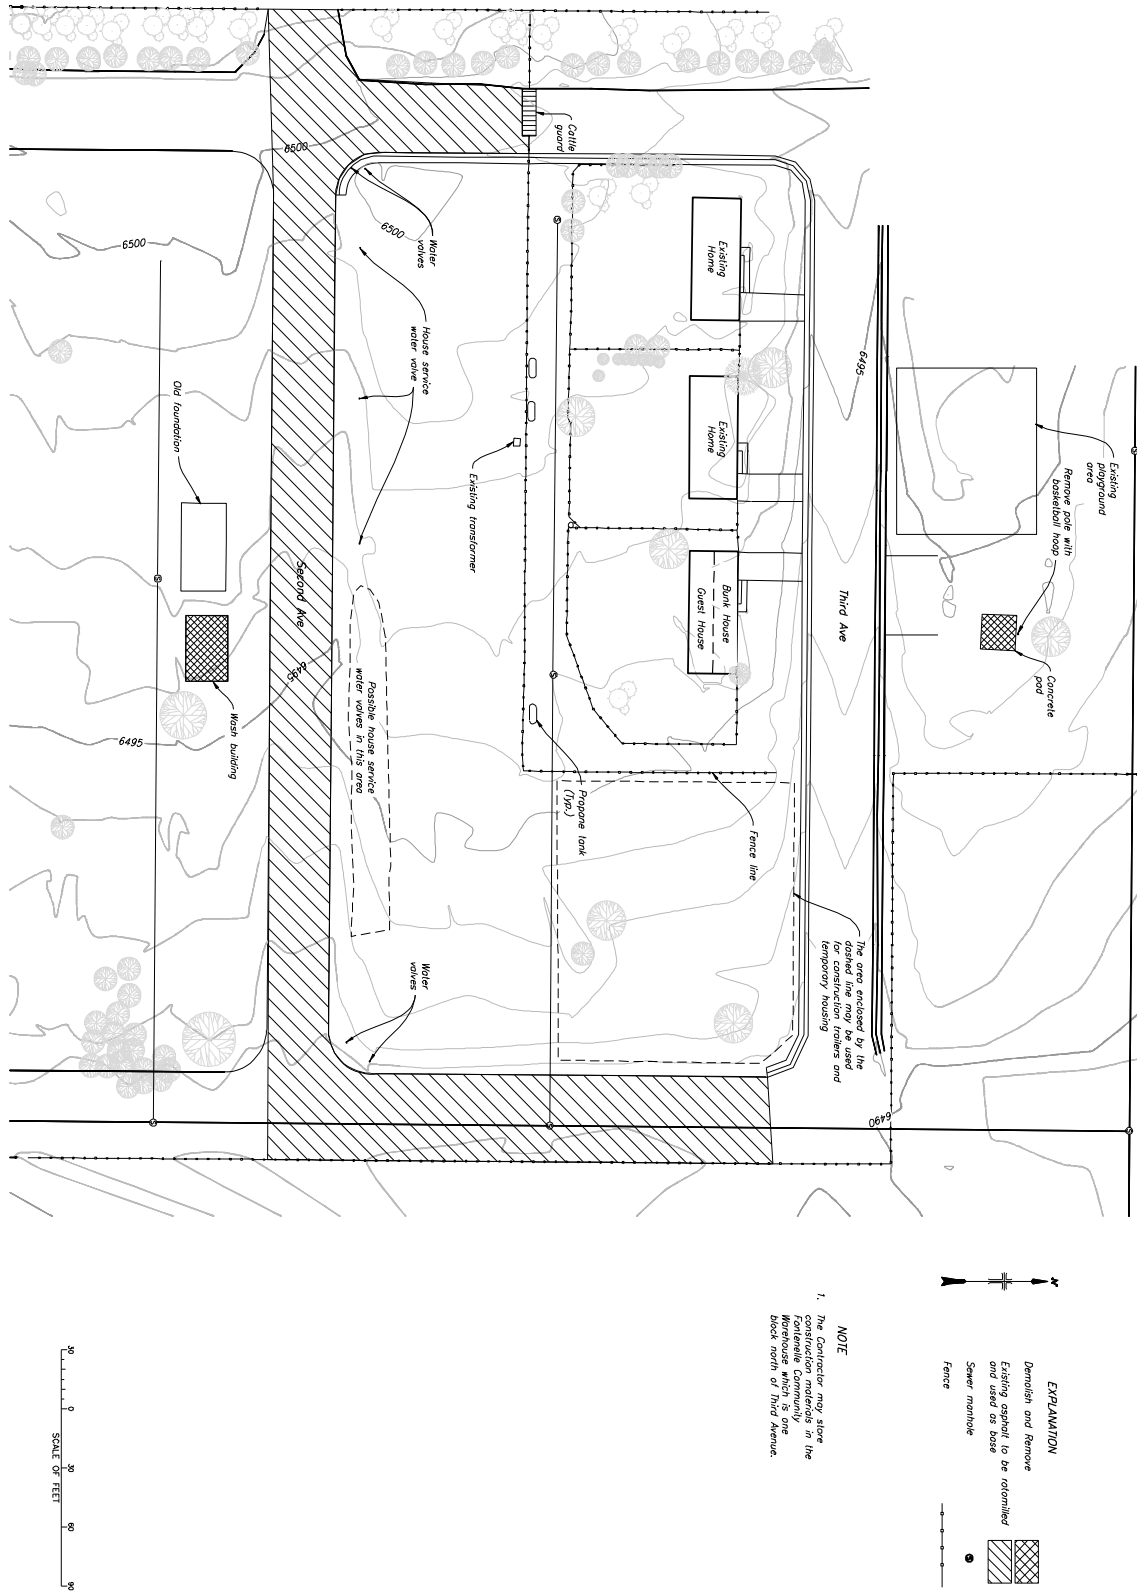 Cattle
guard
6500
6500
6500
Water
valves
House service
water valve
Existing
Home
Existing
Home
Bunk House
Guest House
6495
Existing
playground
area
Remove pole with
basketball hoop
Concrete
pad
Third Ave
Old foundation
Existing transformer
Second Ave
6495
Possible house service
water valves in this area
Wash building
6495
Propane tank
(Typ.)
Fence line
The area enclosed by the
dashed line may be used
for construction trailers and
temporary housing
Water
valves
6490
S
S
S
S
S
S
S
S
N
EXPLANATION
Demolish and Remove
Existing asphalt to be rotomilled
and used as base
Sewer manhole
S
Fence
NOTE
1. The Contractor may store
construction materials in the
Fontenelle Community
Warehouse which is one
block north of Third Avenue.
30 0 30 60 90
SCALE OF FEET